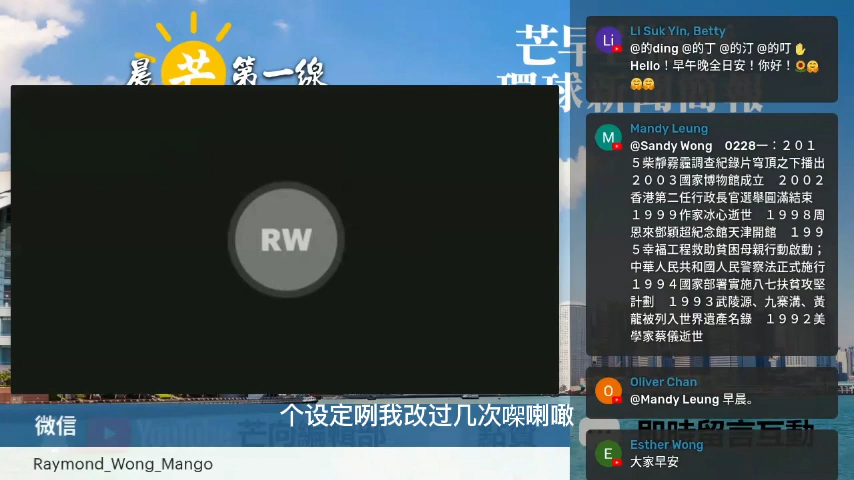 晨芒第一線
芒早
環球新聞簡報
RW
个设定咧我改过几次㗎喇噉
微信
Raymond_Wong_Mango
即時留言互動
Li Suk Yin, Betty
@的ding @的丁 @的汀 @的叮✋
Hello！早午晚全日安！你好！🌻🤗
🤗🤗
Mandy Leung
@Sandy Wong 0228一：２０１
５柴靜霧霾調查紀錄片穹頂之下播出
２００３國家博物館成立 ２００２
香港第二任行政長官選舉圓滿結束
１９９９作家冰心逝世 １９９８周
恩來鄧穎超紀念館天津開館 １９９
５幸福工程救助貧困母親行動啟動；
中華人民共和國人民警察法正式施行
１９９４國家部署實施八七扶貧攻堅
計劃 １９９３武陵源、九寨溝、黃
龍被列入世界遺產名錄 １９９２美
學家蔡儀逝世
Oliver Chan
@Mandy Leung 早晨。
Esther Wong
大家早安